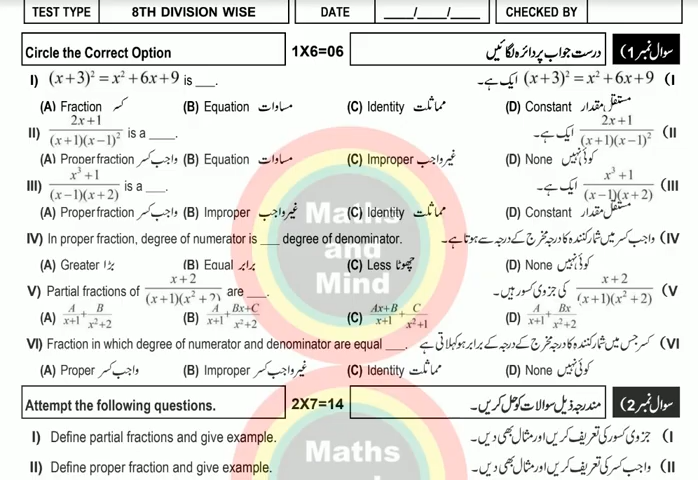 TEST TYPE 8TH DIVISION WISE DATE ___/___/___ CHECKED BY
Circle the Correct Option 1X6=06 درست جواب پر دائرہ لگائیں سوال نمبر 1)
I) (x+3)² = x² + 6x + 9 is ___. (x+3)² = x² + 6x + 9 ایک ہے۔ (I
(A) Fraction کسر (B) Equation مساوات (C) Identity مماثلت (D) Constant مستقل مقدار
II) 2x+1/(x+1)(x−1)² is a ____. 2x+1/(x+1)(x−1)² ایک ہے۔ (II
(A) Proper fraction واجب کسر (B) Equation مساوات (C) Improper غیر واجب (D) None کوئی نہیں
III) x³+1/(x−1)(x+2) is a ___. x³+1/(x−1)(x+2) ایک ہے۔ (III
(A) Proper fraction واجب کسر (B) Improper غیر واجب (C) Identity مماثلت (D) Constant مستقل مقدار
IV) In proper fraction, degree of numerator is ___ degree of denominator. واجب کسر میں شمار کنندہ کا درجہ مخرج کے درجہ سے ہوتا ہے۔ (IV
(A) Greater بڑا (B) Equal برابر (C) Less چھوٹا (D) None کوئی نہیں
V) Partial fractions of x+2/(x+1)(x²+2) are ___. x+2/(x+1)(x²+2) کی جزوی کسور ہیں۔ (V
(A) A/x+1 + B/x²+2 (B) A/x+1 + Bx+C/x²+2 (C) Ax+B/x+1 + C/x²+1 (D) A/x+1 + Bx/x²+2
VI) Fraction in which degree of numerator and denominator are equal ___. کسر جس میں شمار کنندہ کا درجہ مخرج کے درجہ کے برابر ہو کہلاتی ہے (VI
(A) Proper واجب کسر (B) Improper غیر واجب کسر (C) Identity مماثلت (D) None کوئی نہیں
Attempt the following questions. 2X7=14 مندرجہ ذیل سوالات کو حل کریں۔ سوال نمبر 2)
I) Define partial fractions and give example. جزوی کسور کی تعریف کریں اور مثال بھی دیں۔ (I
II) Define proper fraction and give example. واجب کسر کی تعریف کریں اور مثال بھی دیں۔ (II
Maths
and
Mind
Maths